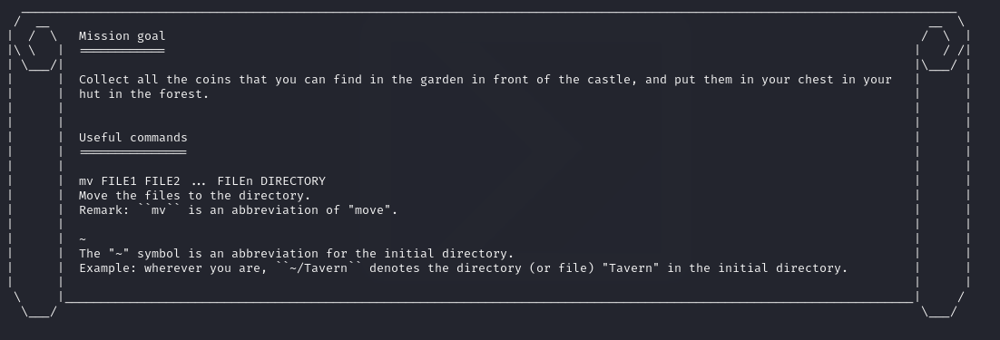 Mission goal
============
Collect all the coins that you can find in the garden in front of the castle, and put them in your chest in your
hut in the forest.
Useful commands
===============
mv FILE1 FILE2 ... FILEn DIRECTORY
Move the files to the directory.
Remark: ``mv`` is an abbreviation of "move".
~
The "~" symbol is an abbreviation for the initial directory.
Example: wherever you are, ``~/Tavern`` denotes the directory (or file) "Tavern" in the initial directory.